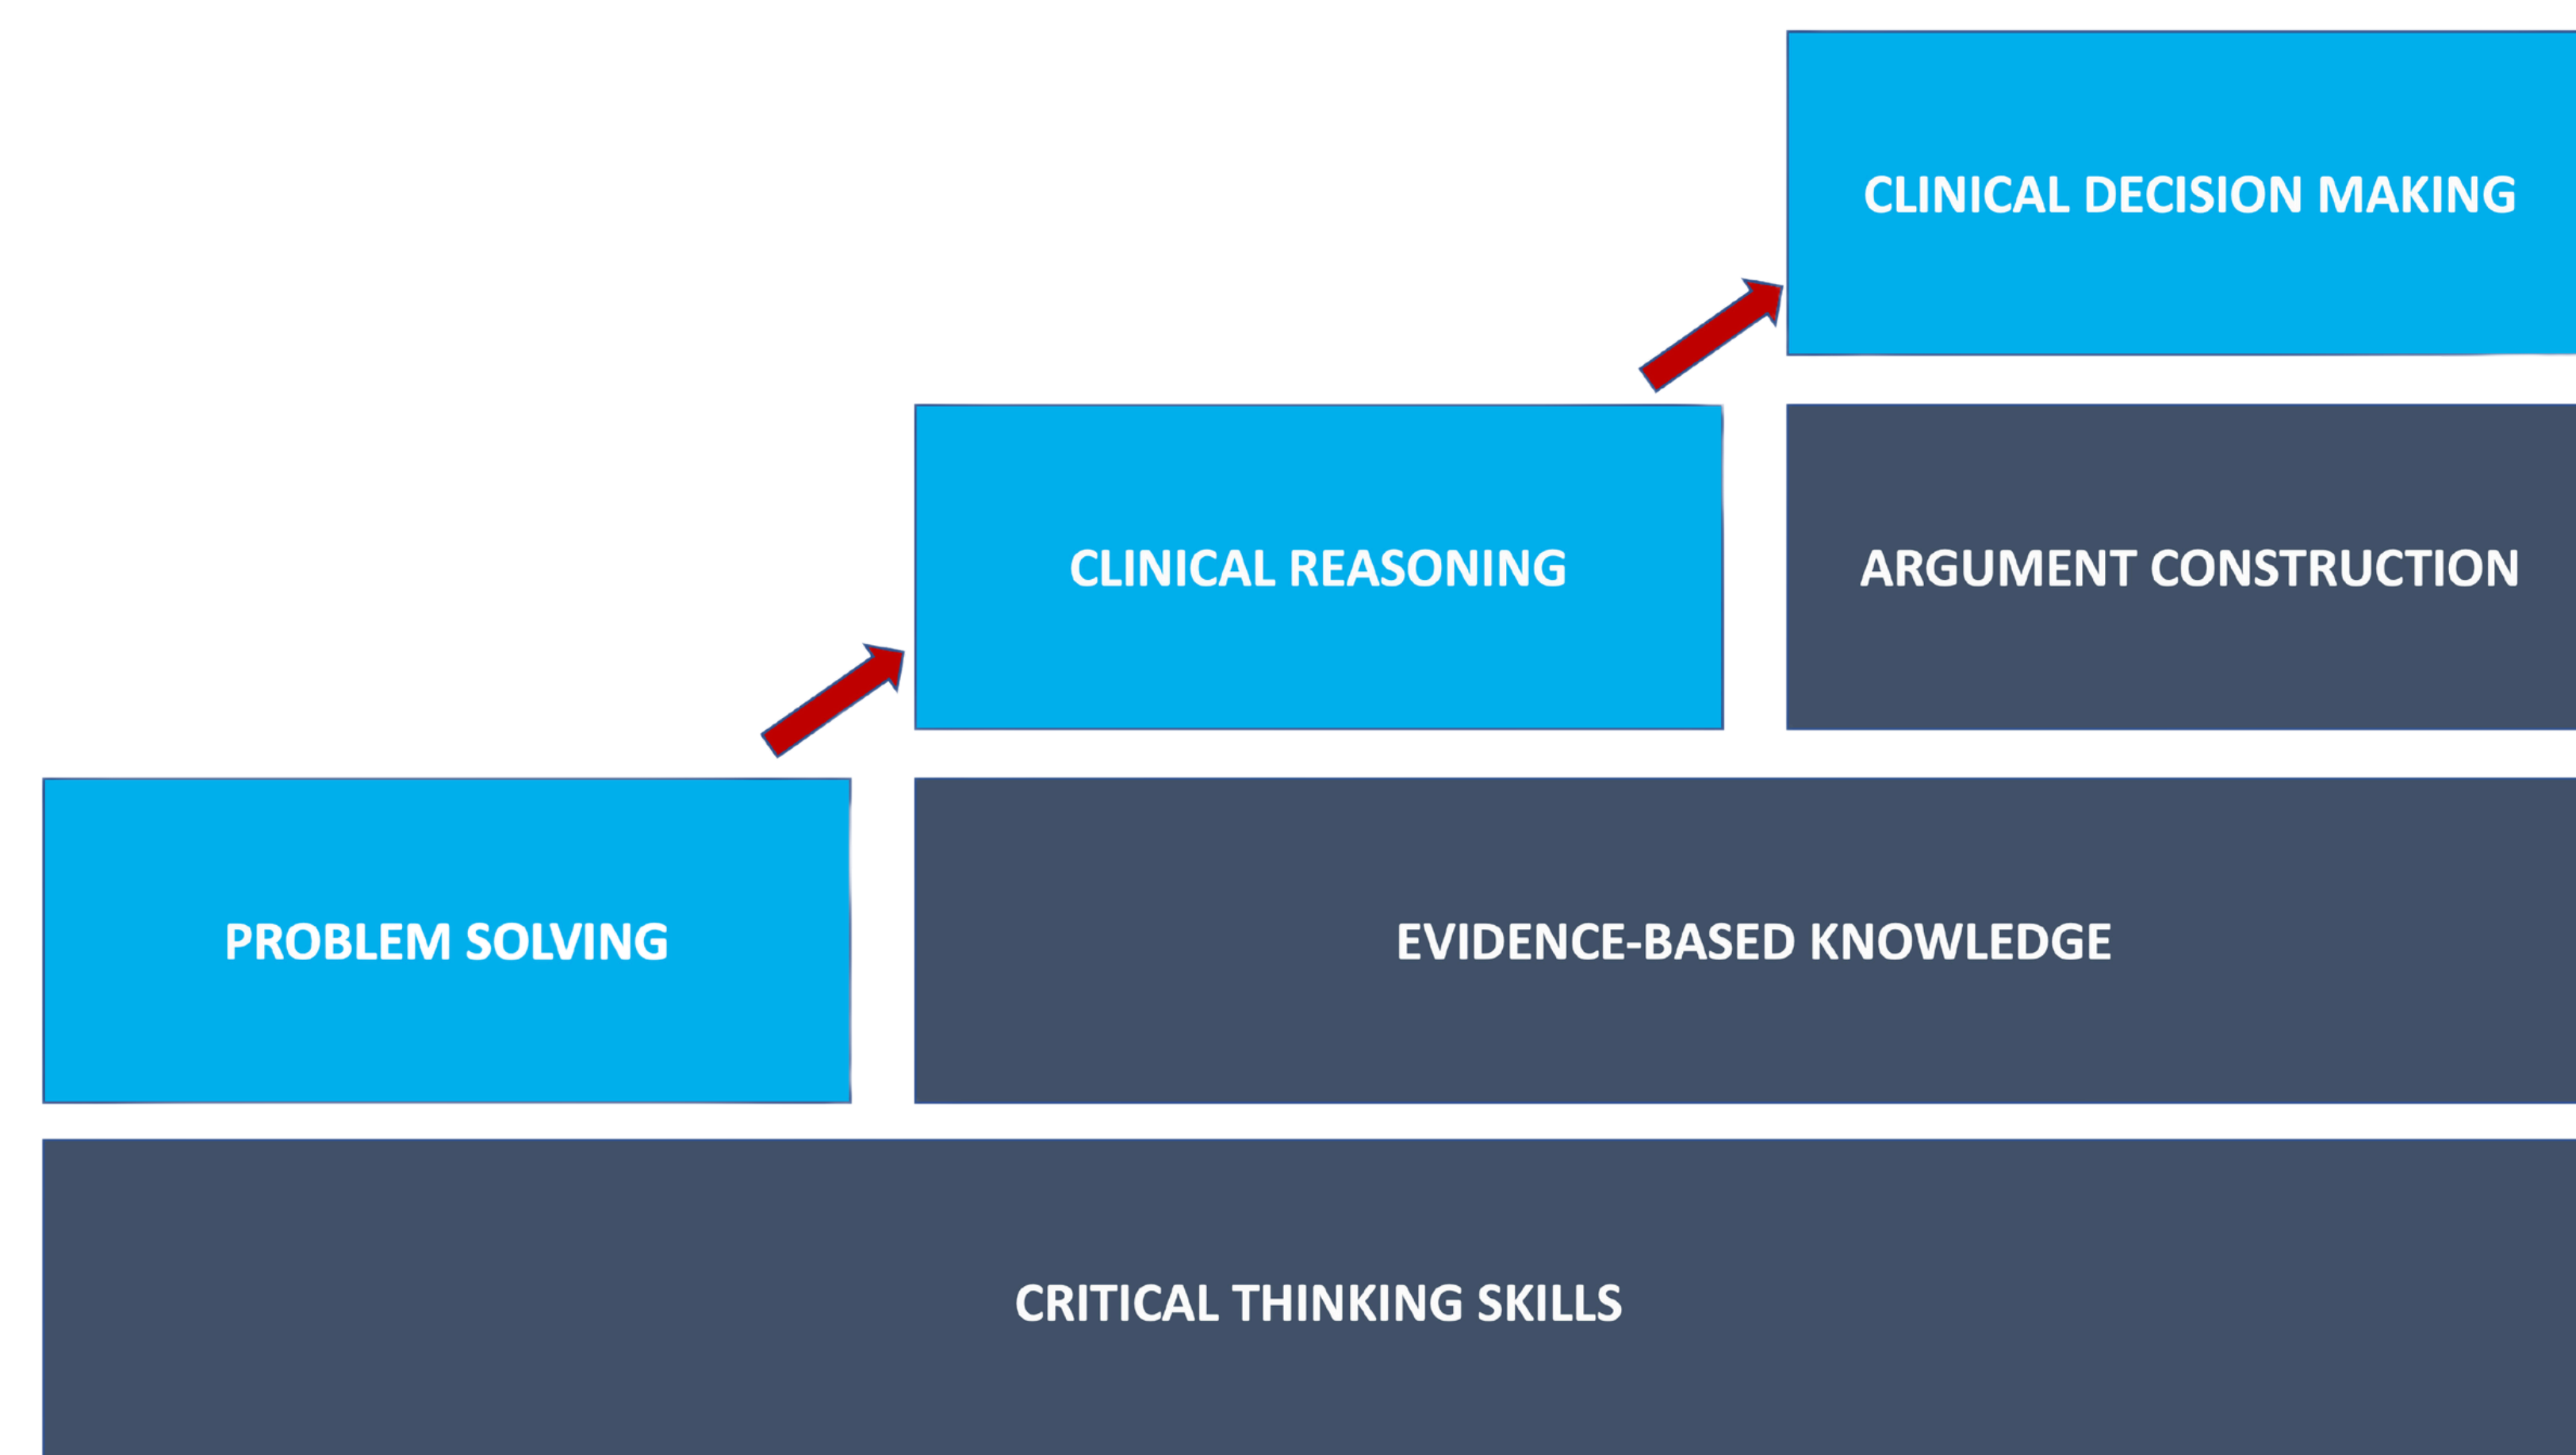 CLINICAL DECISION MAKING
CLINICAL REASONING
ARGUMENT CONSTRUCTION
PROBLEM SOLVING
EVIDENCE-BASED KNOWLEDGE
CRITICAL THINKING SKILLS